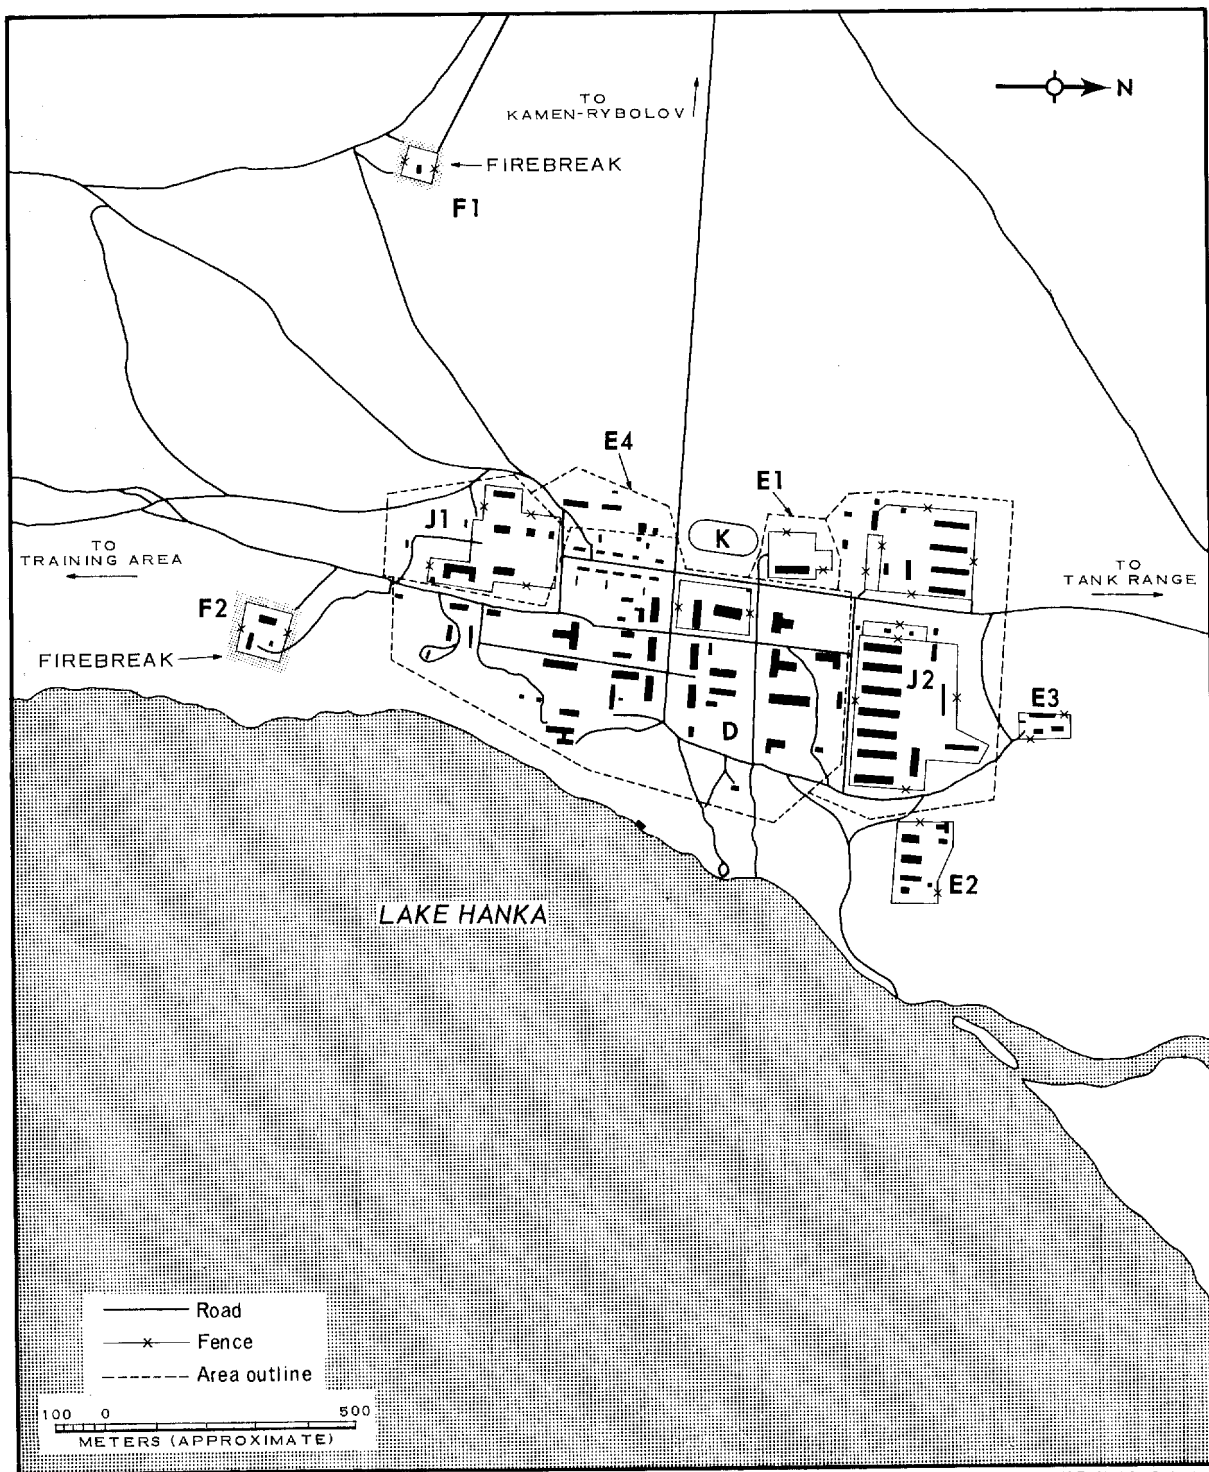 N
TO
KAMEN-RYBOLOV
FIREBREAK
F1
E4
E1
K
J1
TO
TRAINING AREA
TO
TANK RANGE
F2
FIREBREAK
J2
E3
D
E2
LAKE HANKA
Road
Fence
Area outline
100 0 500
METERS (APPROXIMATE)